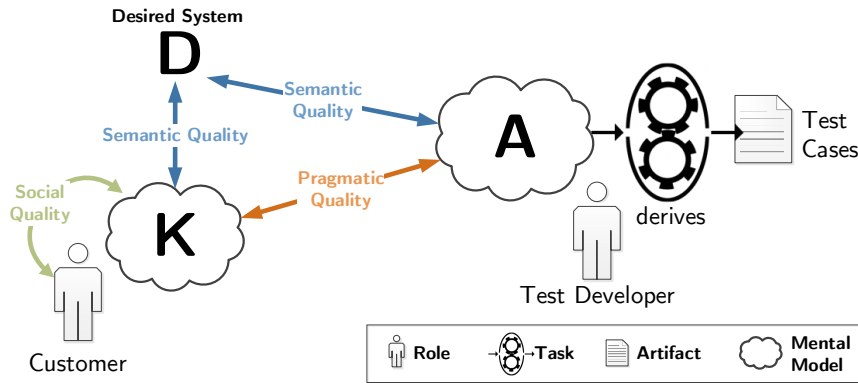 Desired System
D
Semantic
Quality
Semantic Quality
A
Test
Cases
Pragmatic
Quality
Social
Quality
K
derives
Test Developer
Customer
Role
Task
Artifact
Mental
Model